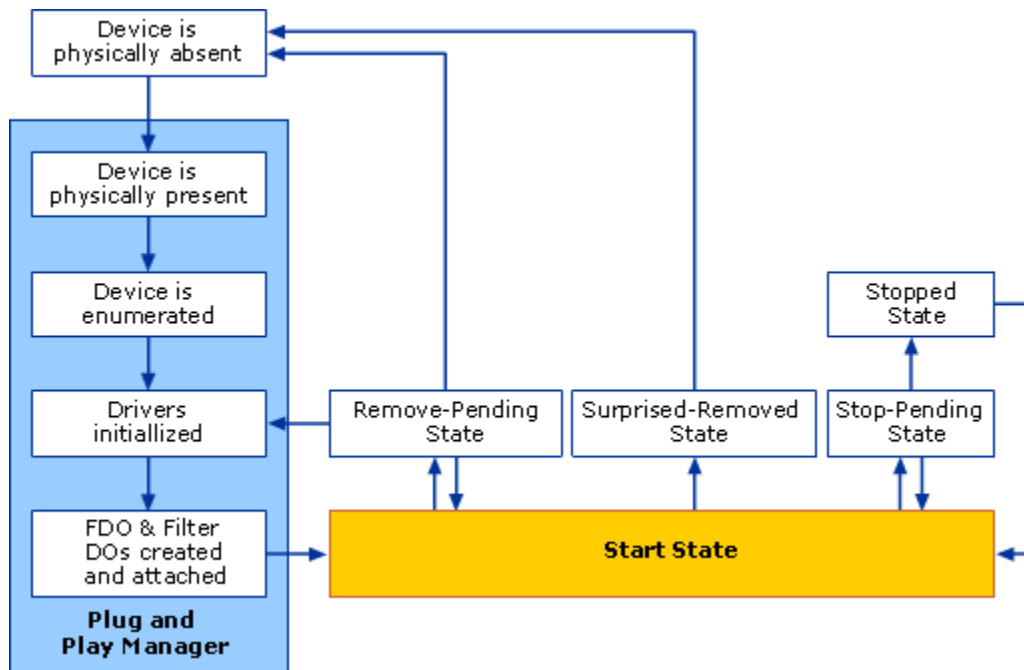 Device is
physically absent
Device is
physically present
Device is
enumerated
Drivers
initiallized
FDO & Filter
DOs created
and attached
Plug and
Play Manager
Remove-Pending
State
Surprised-Removed
State
Stopped
State
Stop-Pending
State
Start State